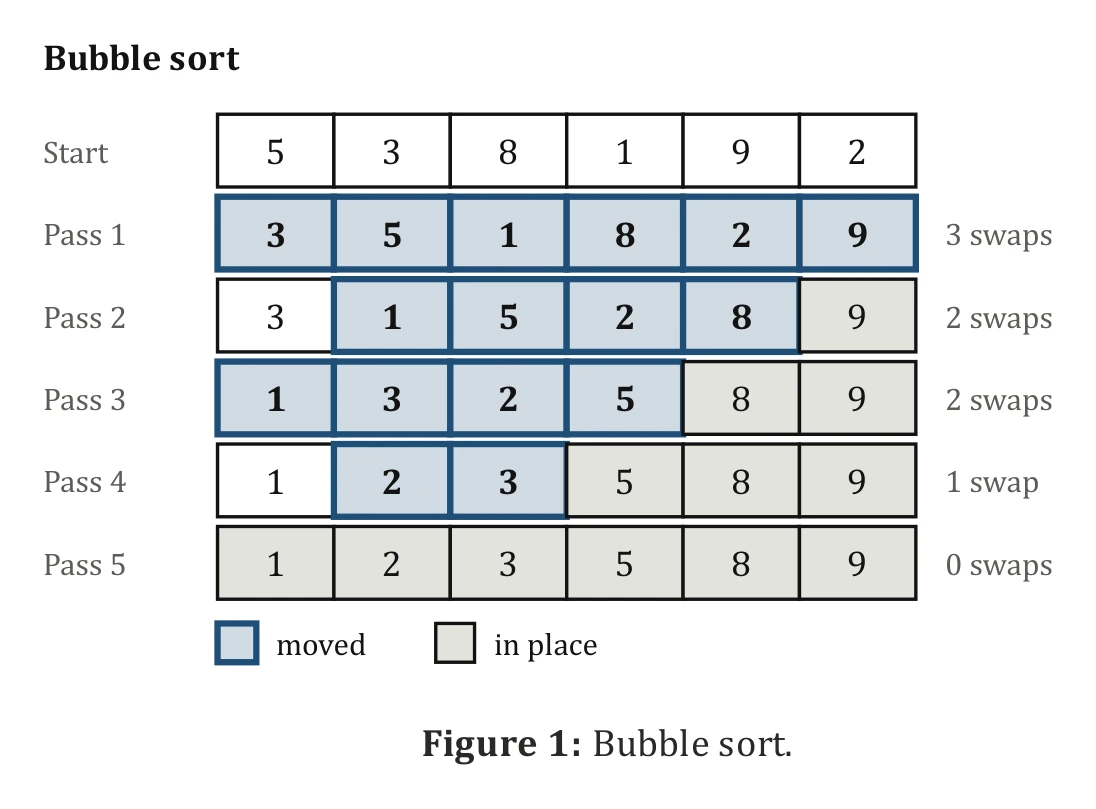 Bubble sort
Start 5 3 8 1 9 2
Pass 1 3 5 1 8 2 9 3 swaps
Pass 2 3 1 5 2 8 9 2 swaps
Pass 3 1 3 2 5 8 9 2 swaps
Pass 4 1 2 3 5 8 9 1 swap
Pass 5 1 2 3 5 8 9 0 swaps
moved in place
Figure 1: Bubble sort.